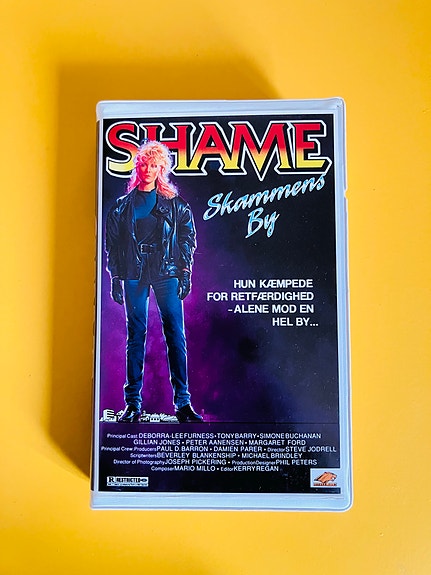 SHAME
Skammens
By
HUN KÆMPEDE
FOR RETFÆRDIGHED
- ALENE MOD EN
HEL BY...
Principal Cast DEBORRA-LEE FURNESS • TONY BARRY • SIMONE BUCHANAN
GILLIAN JONES • PETER AANENSEN • MARGARET FORD
Principal Crew: Producers PAUL D. BARRON • DAMIEN PARER • Director STEVE JODRELL
Scriptwriters BEVERLEY BLANKENSHIP • MICHAEL BRINDLEY
Director of Photography JOSEPH PICKERING • Production Designer PHIL PETERS
Composer MARIO MILLO • Editor KERRY REGAN
R RESTRICTED